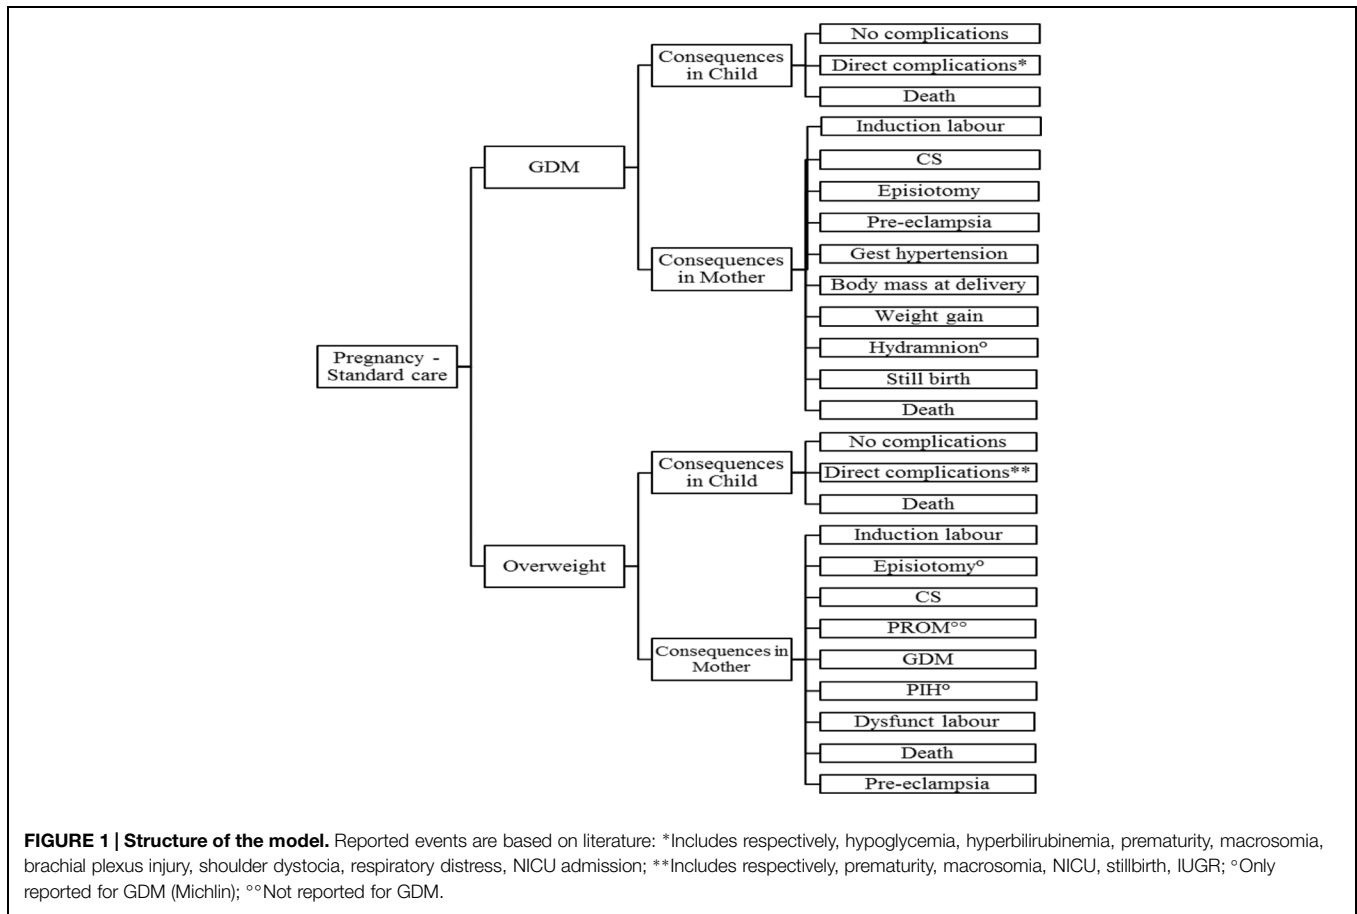 No complications
Consequences
in Child
Direct complications*
Death
Induction labour
GDM
CS
Episiotomy
Pre-eclampsia
Consequences
in Mother
Gest hypertension
Body mass at delivery
Weight gain
Pregnancy -
Standard care
Hydramnion°
Still birth
Death
No complications
Consequences
in Child
Direct complications**
Death
Induction labour
Overweight
Episiotomy°
CS
PROM°°
Consequences in
Mother
GDM
PIH°
Dysfunct labour
Death
Pre-eclampsia
FIGURE 1 | Structure of the model. Reported events are based on literature: *Includes respectively, hypoglycemia, hyperbilirubinemia, prematurity, macrosomia,
brachial plexus injury, shoulder dystocia, respiratory distress, NICU admission; **Includes respectively, prematurity, macrosomia, NICU, stillbirth, IUGR; °Only
reported for GDM (Michlin); °°Not reported for GDM.